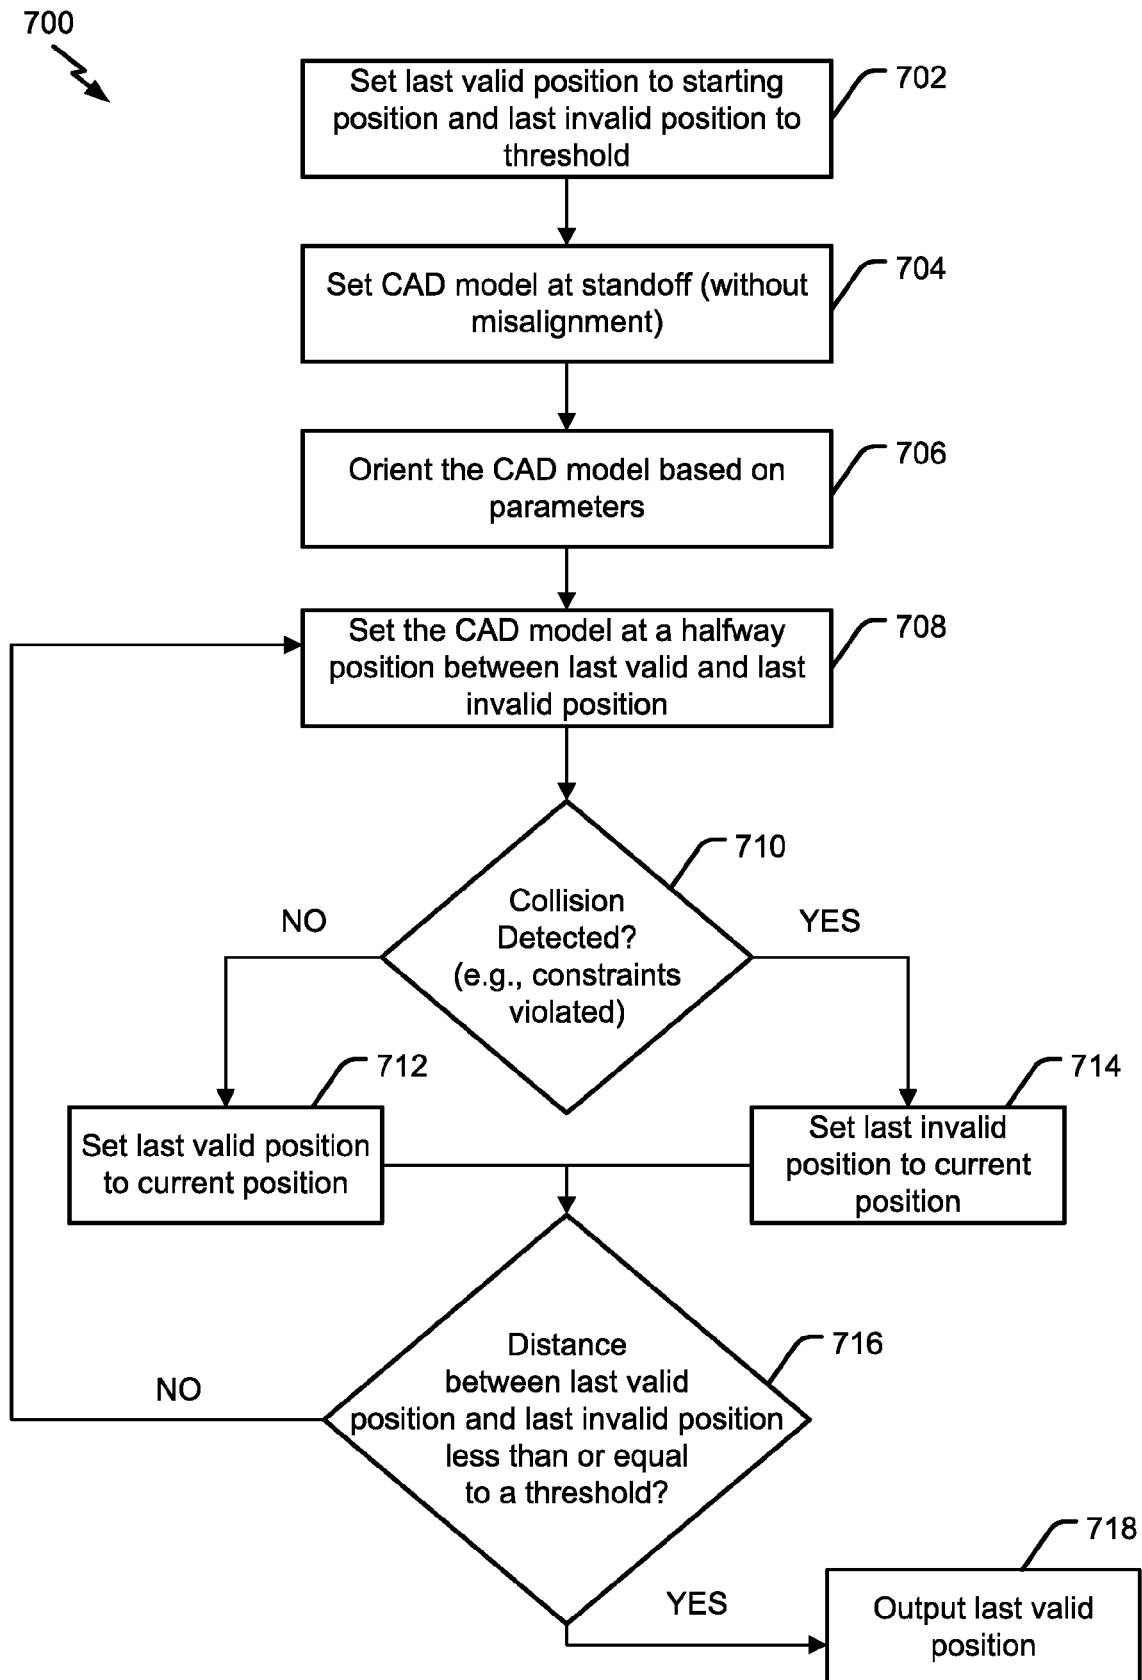 700
Set last valid position to starting
position and last invalid position to
threshold
702
Set CAD model at standoff (without
misalignment)
704
Orient the CAD model based on
parameters
706
Set the CAD model at a halfway
position between last valid and last
invalid position
708
Collision
Detected?
(e.g., constraints
violated)
710
NO
YES
Set last valid position
to current position
712
Set last invalid
position to current
position
714
Distance
between last valid
position and last invalid position
less than or equal
to a threshold?
716
NO
YES
Output last valid
position
718